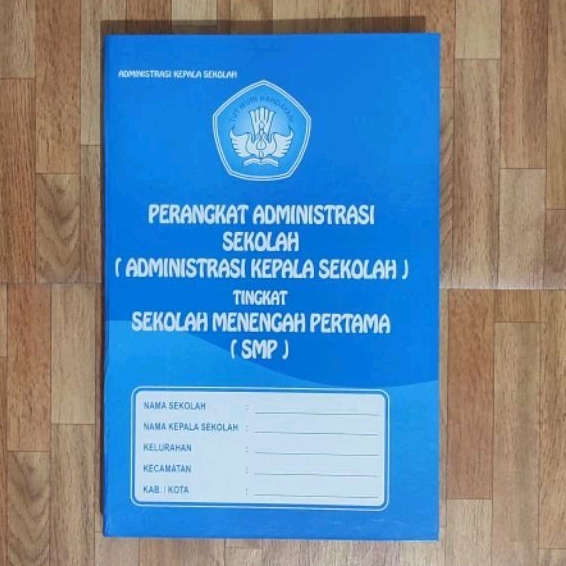 ADMINISTRASI KEPALA SEKOLAH
TUT WURI HANDAYANI
PERANGKAT ADMINISTRASI
SEKOLAH
( ADMINISTRASI KEPALA SEKOLAH )
TINGKAT
SEKOLAH MENENGAH PERTAMA
( SMP )
NAMA SEKOLAH :
NAMA KEPALA SEKOLAH :
KELURAHAN :
KECAMATAN :
KAB. / KOTA :